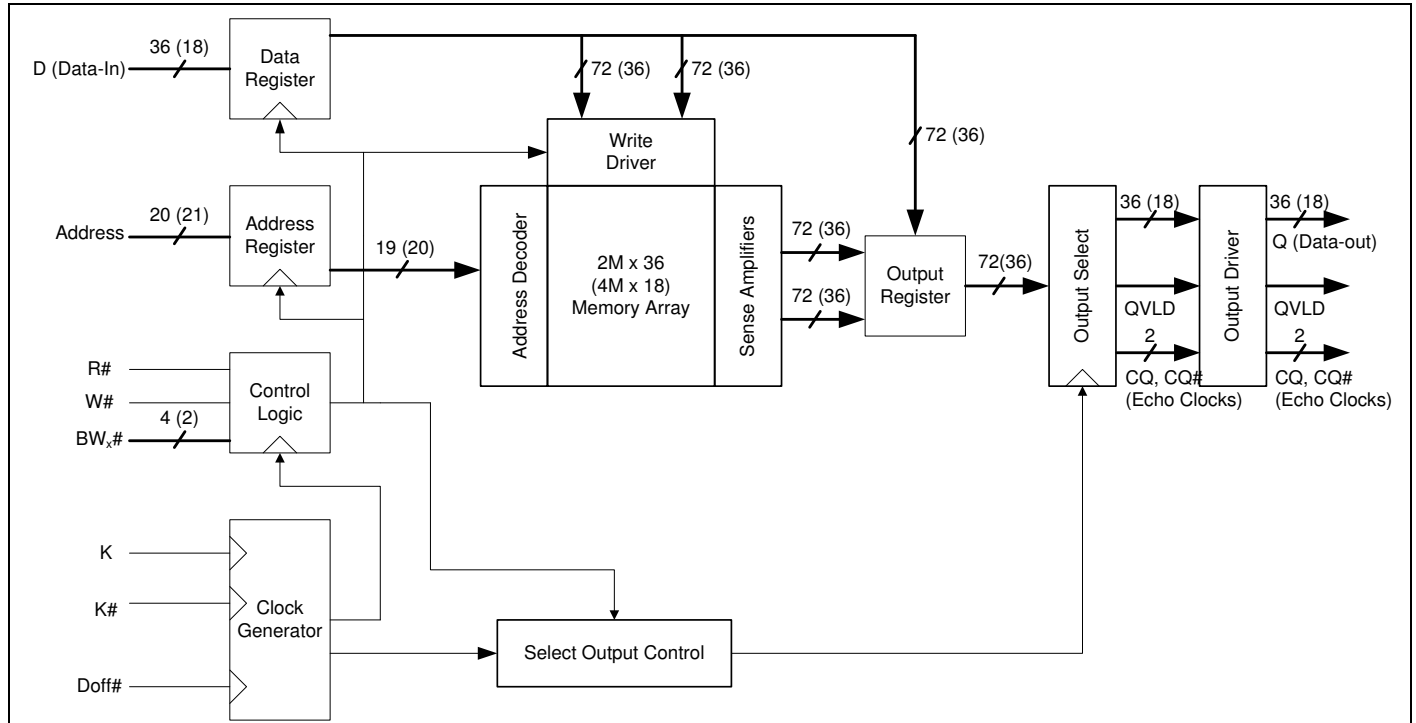 D (Data-In)
36 (18)
Data
Register
72 (36)
72 (36)
72 (36)
Write
Driver
Address
20 (21)
Address
Register
19 (20)
Address Decoder
2M x 36
(4M x 18)
Memory Array
Sense Amplifiers
72 (36)
72 (36)
Output
Register
72(36)
Output Select
36 (18)
QVLD
2
CQ, CQ#
(Echo Clocks)
Output Driver
36 (18)
Q (Data-out)
QVLD
2
CQ, CQ#
(Echo Clocks)
R#
W#
BWx#
4 (2)
Control
Logic
K
K#
Doff#
Clock
Generator
Select Output Control